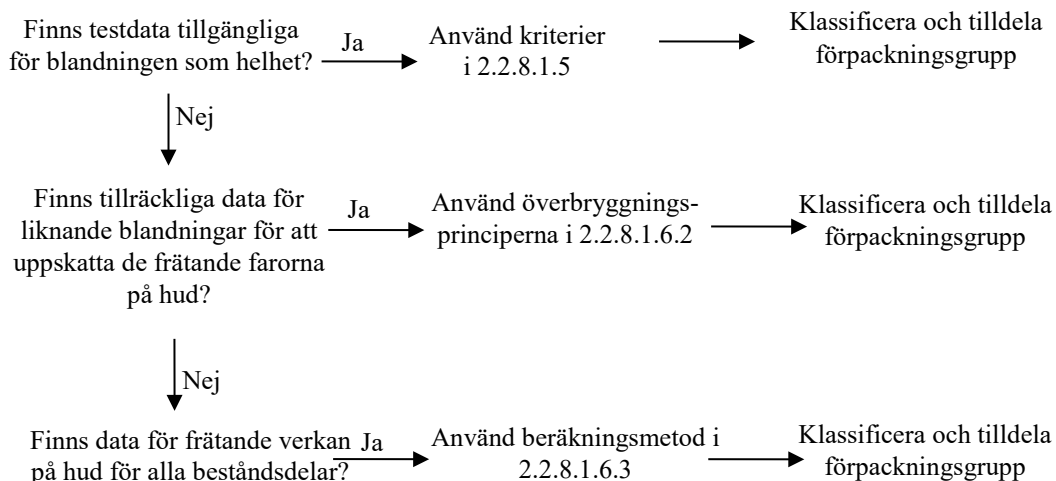 Finns testdata tillgängliga
för blandningen som helhet?
Ja
Använd kriterier
i 2.2.8.1.5
Klassificera och tilldela
förpackningsgrupp
Nej
Finns tillräckliga data för
liknande blandningar för att
uppskatta de frätande farorna
på hud?
Ja
Använd överbryggnings-
principerna i 2.2.8.1.6.2
Klassificera och tilldela
förpackningsgrupp
Nej
Finns data för frätande verkan
på hud för alla beståndsdelar?
Ja
Använd beräkningsmetod i
2.2.8.1.6.3
Klassificera och tilldela
förpackningsgrupp